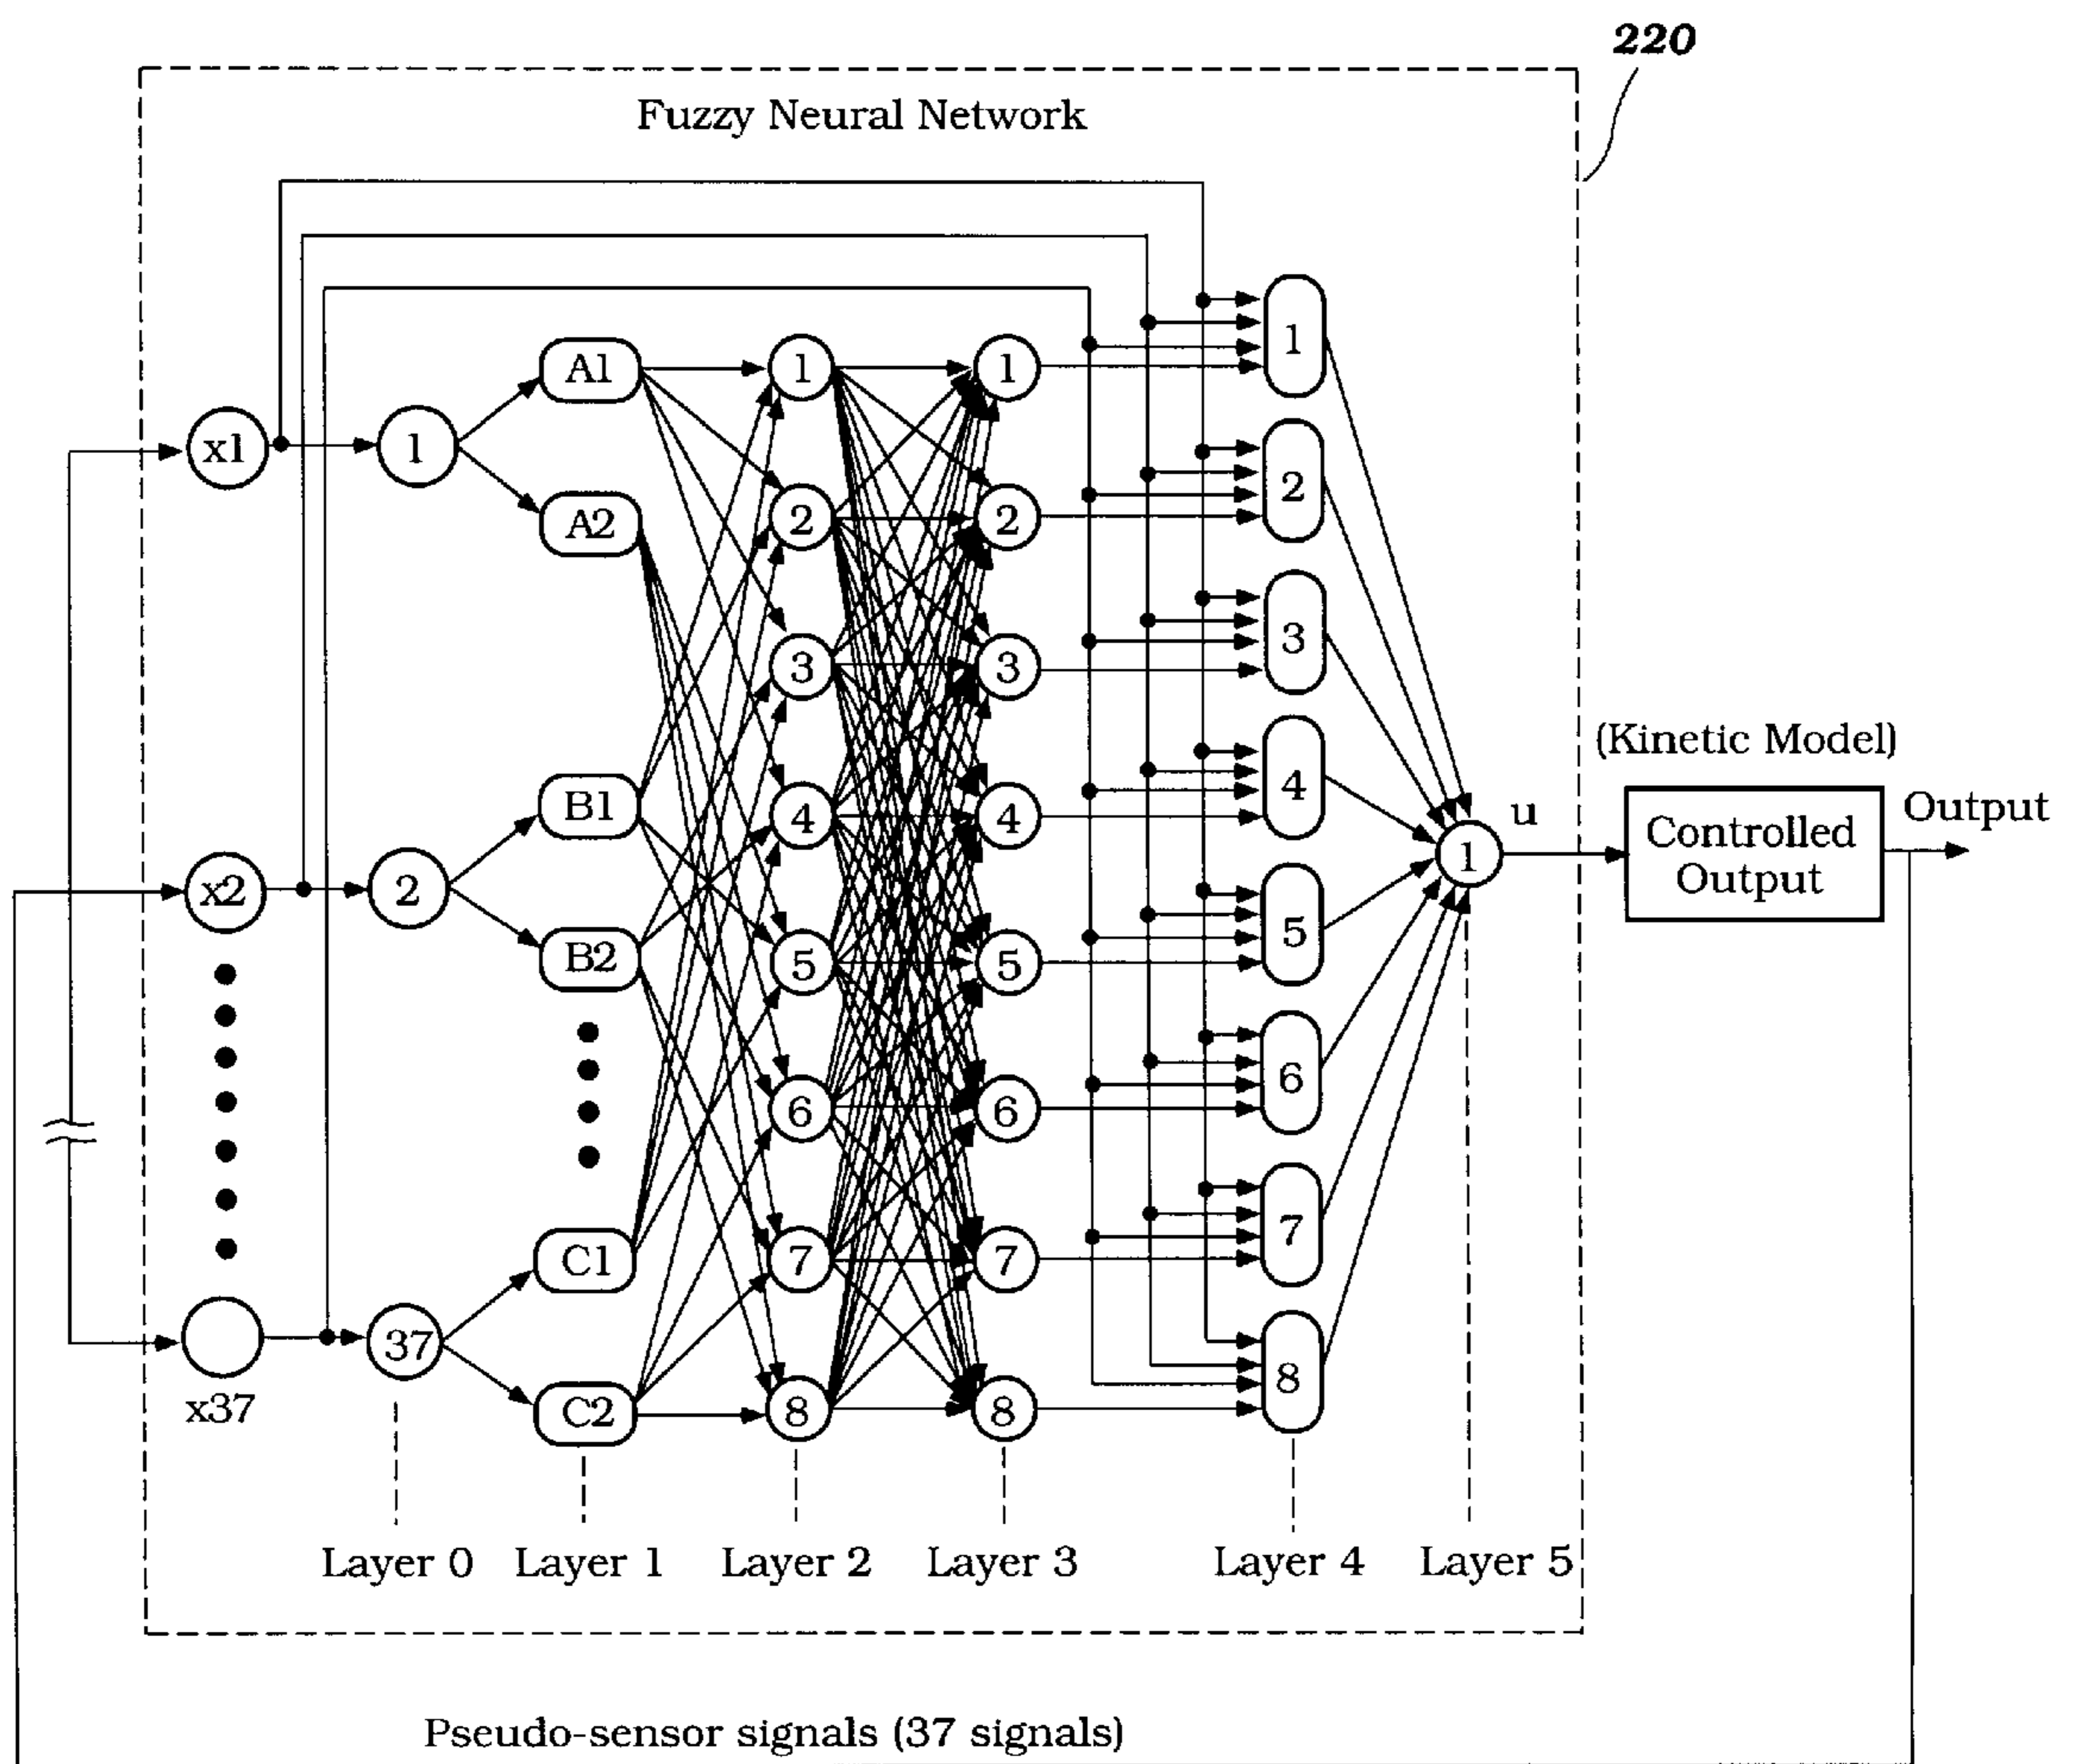 220
Fuzzy Neural Network
x1
1
A1
A2
1
2
3
4
5
6
7
8
1
2
3
4
5
6
7
8
1
2
3
4
5
6
7
8
x2
2
B1
B2
x37
37
C1
C2
1
u
(Kinetic Model)
Controlled
Output
Output
Layer 0
Layer 1
Layer 2
Layer 3
Layer 4
Layer 5
Pseudo-sensor signals (37 signals)